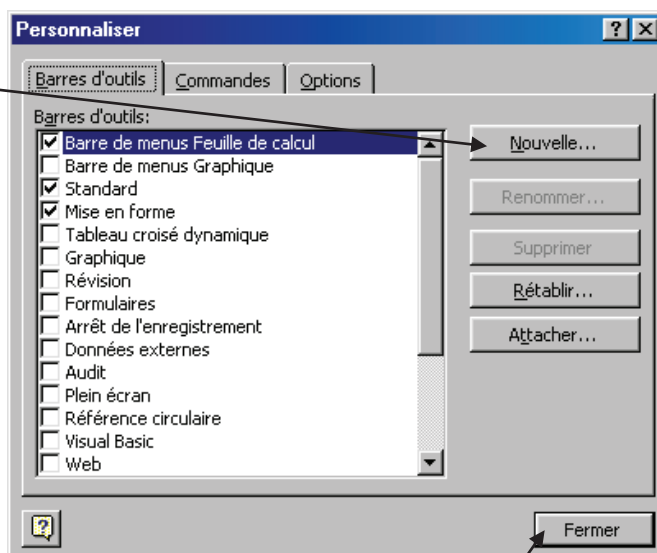 Personnaliser
Barres d'outils Commandes Options
Barres d'outils:
Barre de menus Feuille de calcul
Barre de menus Graphique
Standard
Mise en forme
Tableau croisé dynamique
Graphique
Révision
Formulaires
Arrêt de l'enregistrement
Données externes
Audit
Plein écran
Référence circulaire
Visual Basic
Web
Nouvelle...
Renommer...
Supprimer
Rétablir...
Attacher...
Fermer